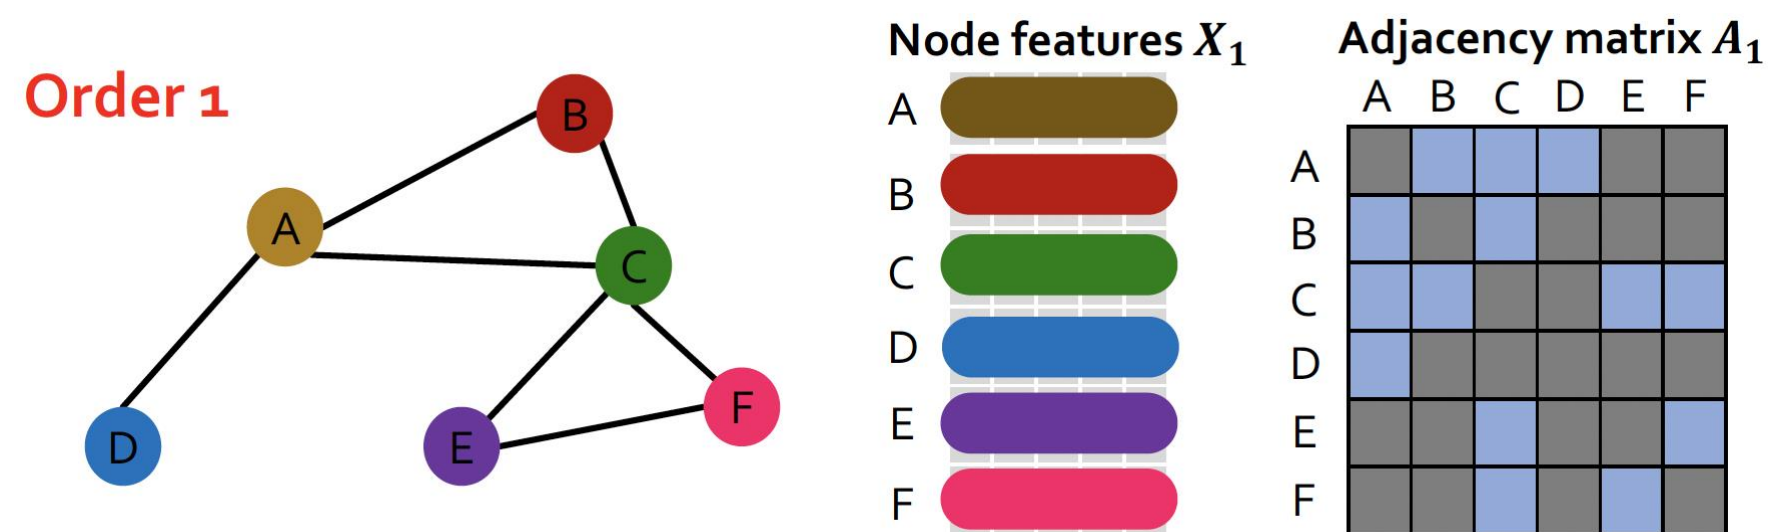 Order 1
B
A
C
F
D
E
Node features X₁
A
B
C
D
E
F
Adjacency matrix A₁
A B C D E F
A
B
C
D
E
F